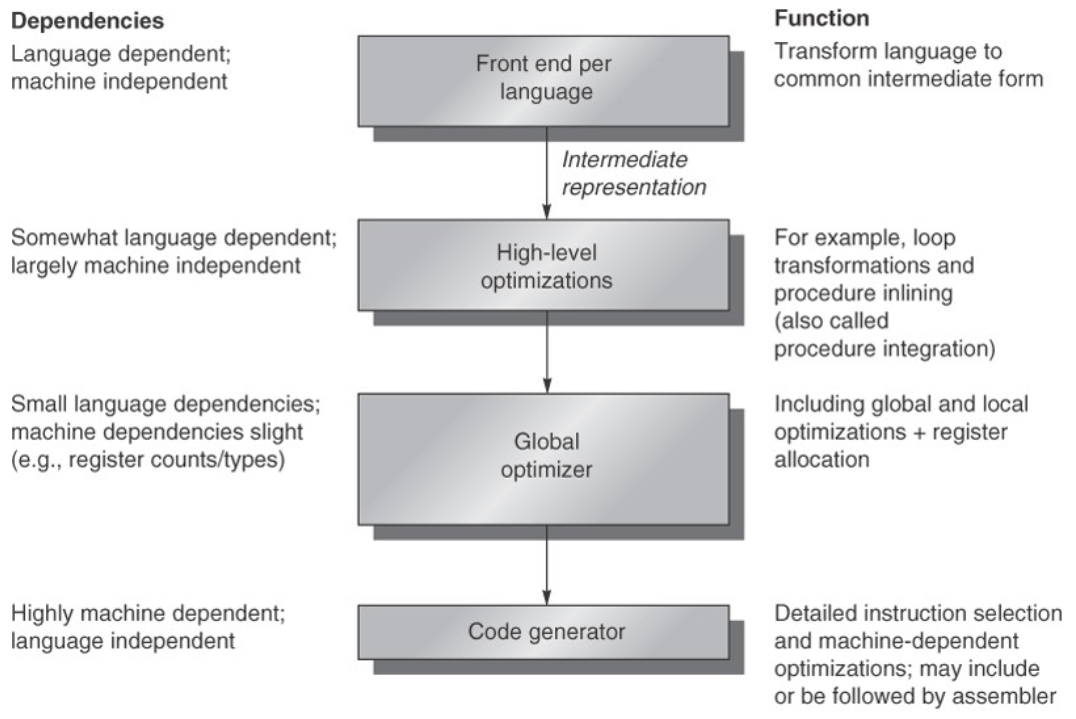 Dependencies
Function
Language dependent;
machine independent
Front end per
language
Transform language to
common intermediate form
Intermediate
representation
Somewhat language dependent;
largely machine independent
High-level
optimizations
For example, loop
transformations and
procedure inlining
(also called
procedure integration)
Small language dependencies;
machine dependencies slight
(e.g., register counts/types)
Global
optimizer
Including global and local
optimizations + register
allocation
Highly machine dependent;
language independent
Code generator
Detailed instruction selection
and machine-dependent
optimizations; may include
or be followed by assembler